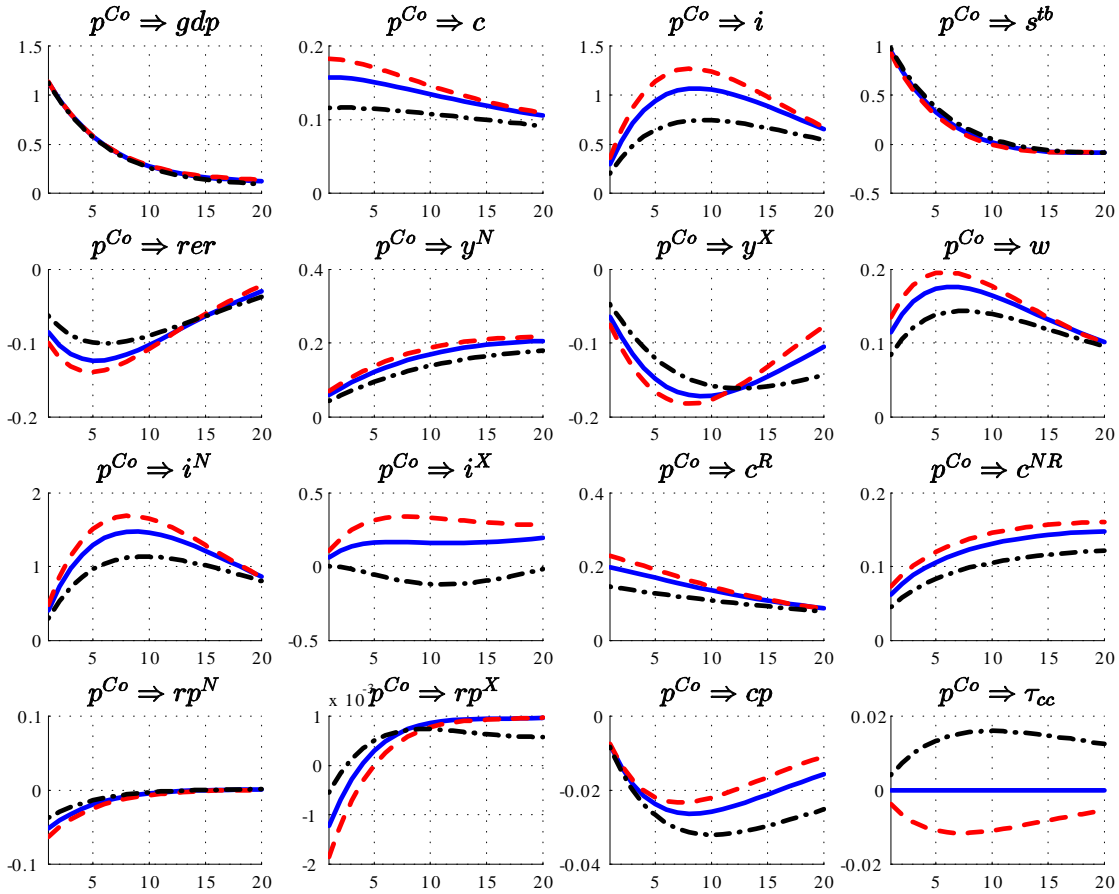 p^{Co} ⇒ gdp p^{Co} ⇒ c p^{Co} ⇒ i p^{Co} ⇒ s^{tb}
1.5 0.2 1.5 1
1 1 0.5
0.1
0.5 0.5 0
0 0 0 -0.5
5 10 15 20 5 10 15 20 5 10 15 20 5 10 15 20
p^{Co} ⇒ rer p^{Co} ⇒ y^N p^{Co} ⇒ y^X p^{Co} ⇒ w
0 0.4 0 0.2
-0.1 0.2 -0.1 0.1
-0.2 0 -0.2 0
5 10 15 20 5 10 15 20 5 10 15 20 5 10 15 20
p^{Co} ⇒ i^N p^{Co} ⇒ i^X p^{Co} ⇒ c^R p^{Co} ⇒ c^{NR}
2 0.5 0.4 0.2
1 0 0.2 0.1
0 -0.5 0 0
5 10 15 20 5 10 15 20 5 10 15 20 5 10 15 20
p^{Co} ⇒ rp^N x 10^{-3} p^{Co} ⇒ rp^X p^{Co} ⇒ cp p^{Co} ⇒ τ_{cc}
0.1 1 0 0.02
0
0 -0.02 0
-1
-0.1 -2 -0.04 -0.02
5 10 15 20 5 10 15 20 5 10 15 20 5 10 15 20